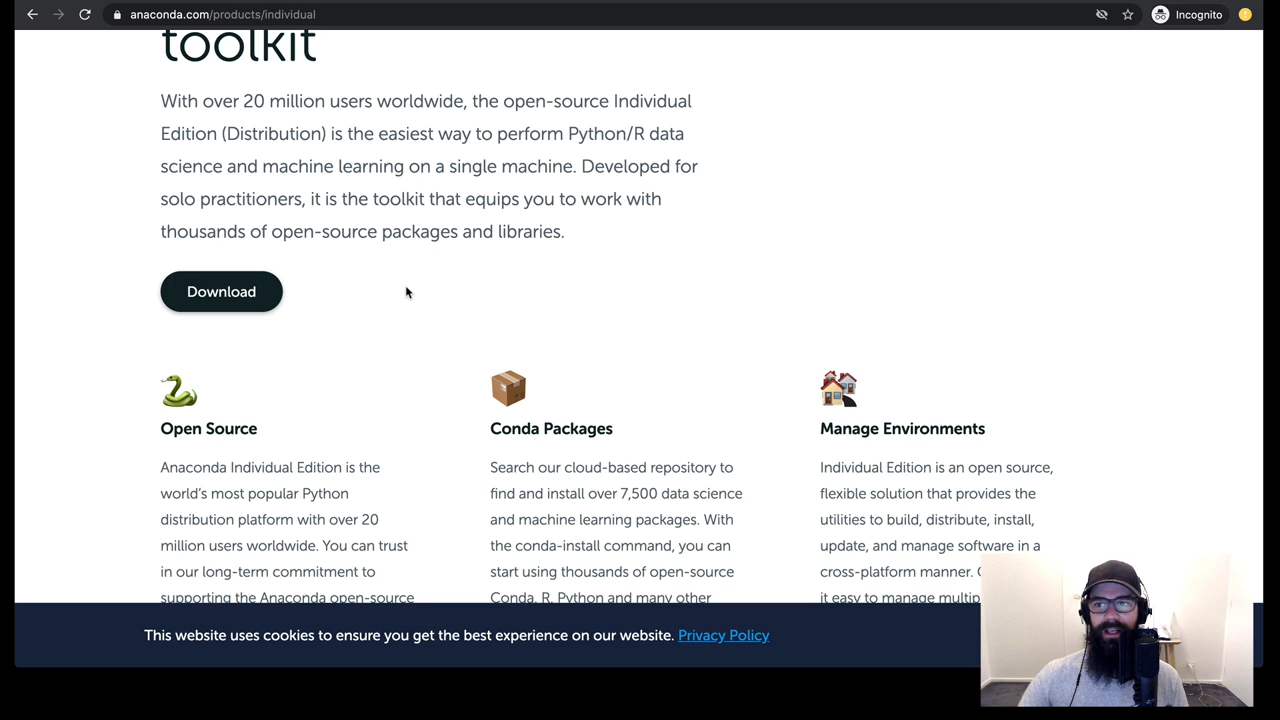 anaconda.com/products/individual
Incognito
toolkit
With over 20 million users worldwide, the open-source Individual
Edition (Distribution) is the easiest way to perform Python/R data
science and machine learning on a single machine. Developed for
solo practitioners, it is the toolkit that equips you to work with
thousands of open-source packages and libraries.
Download
Open Source
Anaconda Individual Edition is the
world's most popular Python
distribution platform with over 20
million users worldwide. You can trust
in our long-term commitment to
supporting the Anaconda open-source
Conda Packages
Search our cloud-based repository to
find and install over 7,500 data science
and machine learning packages. With
the conda-install command, you can
start using thousands of open-source
Conda, R, Python and many other
Manage Environments
Individual Edition is an open source,
flexible solution that provides the
utilities to build, distribute, install,
update, and manage software in a
cross-platform manner.
it easy to manage
This website uses cookies to ensure you get the best experience on our website. Privacy Policy